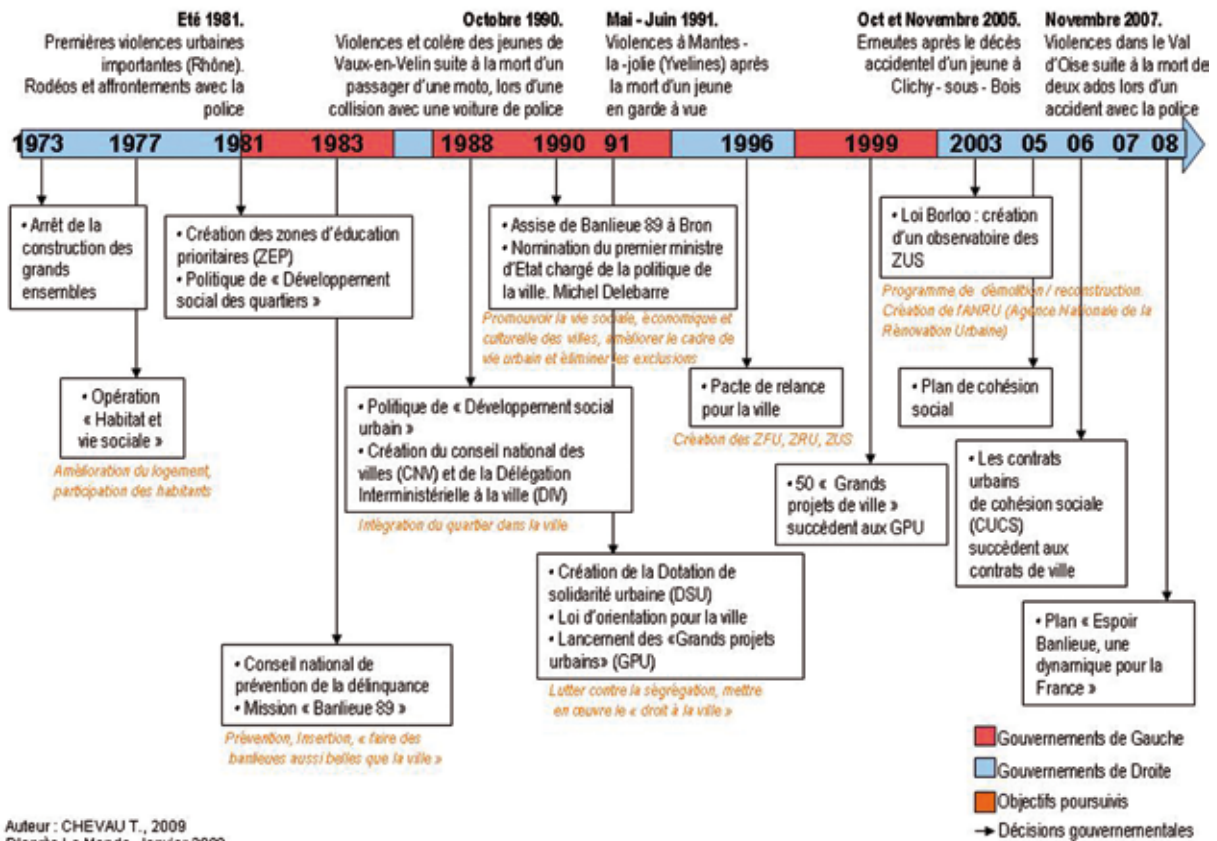 Eté 1981.
Premières violences urbaines
importantes (Rhône).
Rodéos et affrontements avec la
police
Octobre 1990.
Violences et colère des jeunes de
Vaux-en-Velin suite à la mort d'un
passager d'une moto, lors d'une
collision avec une voiture de police
Mai - Juin 1991.
Violences à Mantes -
la -jolie (Yvelines) après
la mort d'un jeune
en garde à vue
Oct et Novembre 2005.
Emeutes après le décès
accidentel d'un jeune à
Clichy - sous - Bois
Novembre 2007.
Violences dans le Val
d'Oise suite à la mort de
deux ados lors d'un
accident avec la police
1973 1977 1981 1983 1988 1990 91 1996 1999 2003 05 06 07 08
• Arrêt de la
construction des
grands
ensembles
• Création des zones d'éducation
prioritaires (ZEP)
• Politique de « Développement
social des quartiers »
• Assise de Banlieue 89 à Bron
• Nomination du premier ministre
d'Etat chargé de la politique de
la ville. Michel Delebarre
Promouvoir la vie sociale, économique et
culturelle des villes, améliorer le cadre de
vie urbain et éliminer les exclusions
• Loi Borloo : création
d'un observatoire des
ZUS
Programme de démolition / reconstruction.
Création de l'ANRU (Agence Nationale de la
Rénovation Urbaine)
• Opération
« Habitat et
vie sociale »
Amélioration du logement,
participation des habitants
• Politique de « Développement social
urbain »
• Création du conseil national des
villes (CNV) et de la Délégation
Interministérielle à la ville (DIV)
Intégration du quartier dans la ville
• Pacte de relance
pour la ville
Création des ZFU, ZRU, ZUS
• Plan de cohésion
social
• 50 « Grands
projets de ville »
succèdent aux GPU
• Les contrats
urbains
de cohésion sociale
(CUCS)
succèdent aux
contrats de ville
• Création de la Dotation de
solidarité urbaine (DSU)
• Loi d'orientation pour la ville
• Lancement des «Grands projets
urbains» (GPU)
Lutter contre la ségrégation, mettre
en œuvre le « droit à la ville »
• Conseil national de
prévention de la délinquance
• Mission « Banlieue 89 »
Prévention, Insertion, « faire des
banlieues aussi belles que la ville »
• Plan « Espoir
Banlieue, une
dynamique pour la
France »
Gouvernements de Gauche
Gouvernements de Droite
Objectifs poursuivis
Décisions gouvernementales
Auteur : CHEVAU T., 2009
D'après Le Monde, Janvier